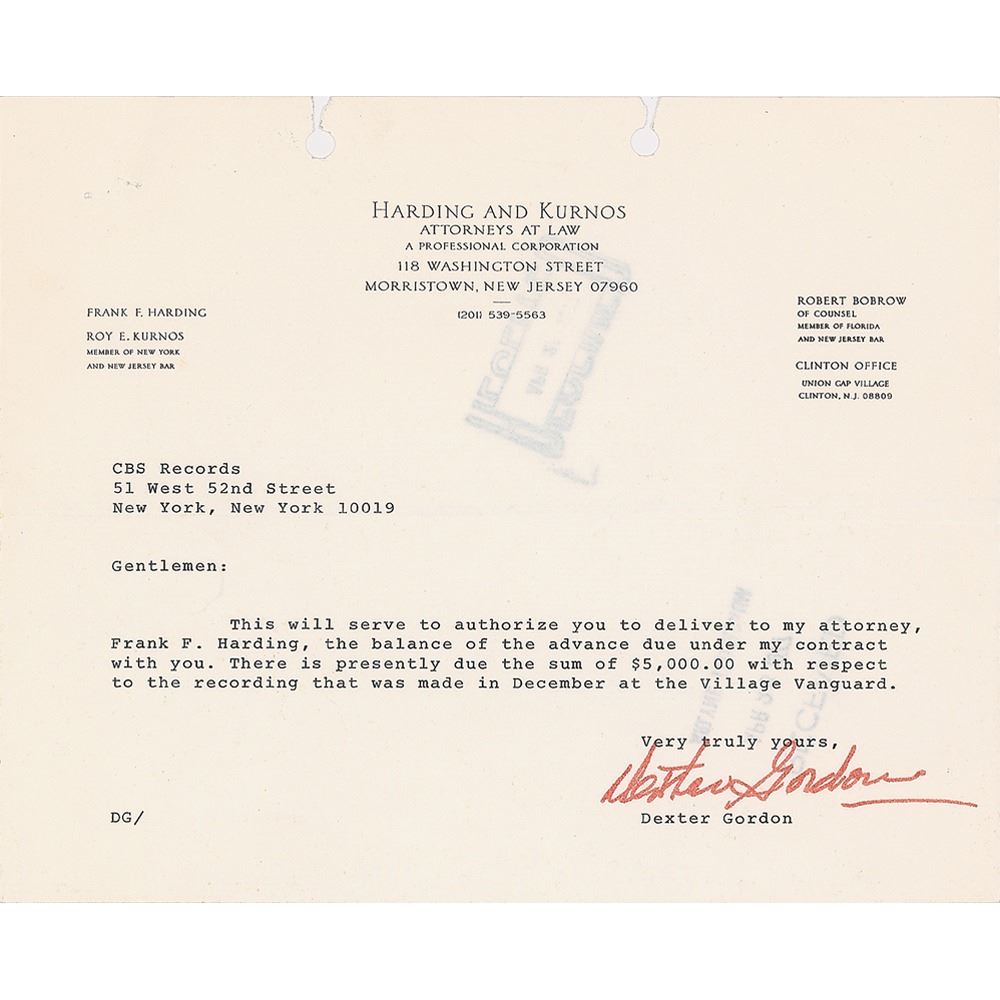 HARDING AND KURNOS
ATTORNEYS AT LAW
A PROFESSIONAL CORPORATION
118 WASHINGTON STREET
MORRISTOWN, NEW JERSEY 07960
(201) 539-5563
FRANK F. HARDING
ROY E. KURNOS
MEMBER OF NEW YORK
AND NEW JERSEY BAR
ROBERT BOBROW
OF COUNSEL
MEMBER OF FLORIDA
AND NEW JERSEY BAR
CLINTON OFFICE
UNION GAP VILLAGE
CLINTON, N.J. 08809
CBS Records
51 West 52nd Street
New York, New York 10019
Gentlemen:
This will serve to authorize you to deliver to my attorney,
Frank F. Harding, the balance of the advance due under my contract
with you. There is presently due the sum of $5,000.00 with respect
to the recording that was made in December at the Village Vanguard.
Very truly yours,
Dexter Gordon
Dexter Gordon
DG/